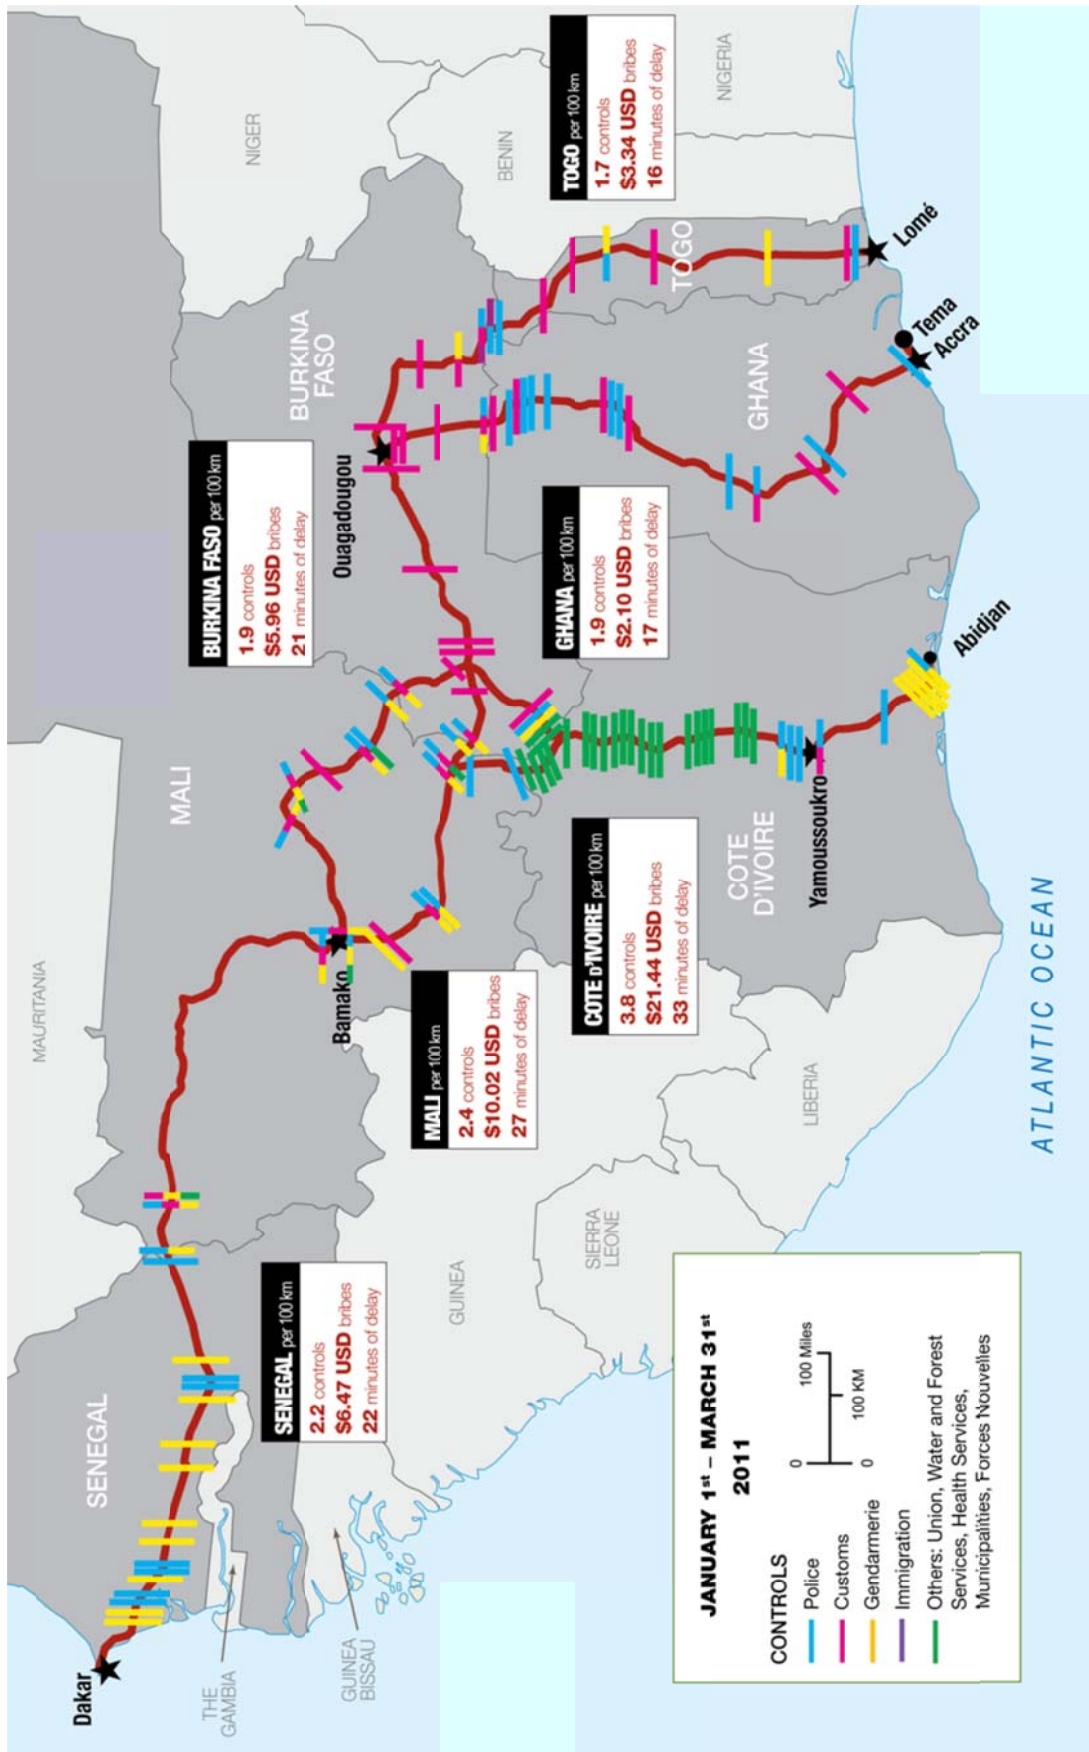 MAURITANIA
NIGER
MALI
SENEGAL
BURKINA
FASO
BENIN
NIGERIA
TOGO
GHANA
COTE
D'IVOIRE
GUINEA
SIERRA
LEONE
LIBERIA
THE
GAMBIA
GUINEA
BISSAU
Dakar
Bamako
Ouagadougou
Yamoussoukro
Abidjan
Accra
Tema
Lomé
ATLANTIC OCEAN
SENEGAL per 100 km
2.2 controls
$6.47 USD bribes
22 minutes of delay
MALI per 100 km
2.4 controls
$10.02 USD bribes
27 minutes of delay
BURKINA FASO per 100 km
1.9 controls
$5.96 USD bribes
21 minutes of delay
COTE D'IVOIRE per 100 km
3.8 controls
$21.44 USD bribes
33 minutes of delay
GHANA per 100 km
1.9 controls
$2.10 USD bribes
17 minutes of delay
TOGO per 100 km
1.7 controls
$3.34 USD bribes
16 minutes of delay
JANUARY 1st – MARCH 31st
2011
0 100 Miles
0 100 KM
CONTROLS
Police
Customs
Gendarmerie
Immigration
Others: Union, Water and Forest
Services, Health Services,
Municipalities, Forces Nouvelles